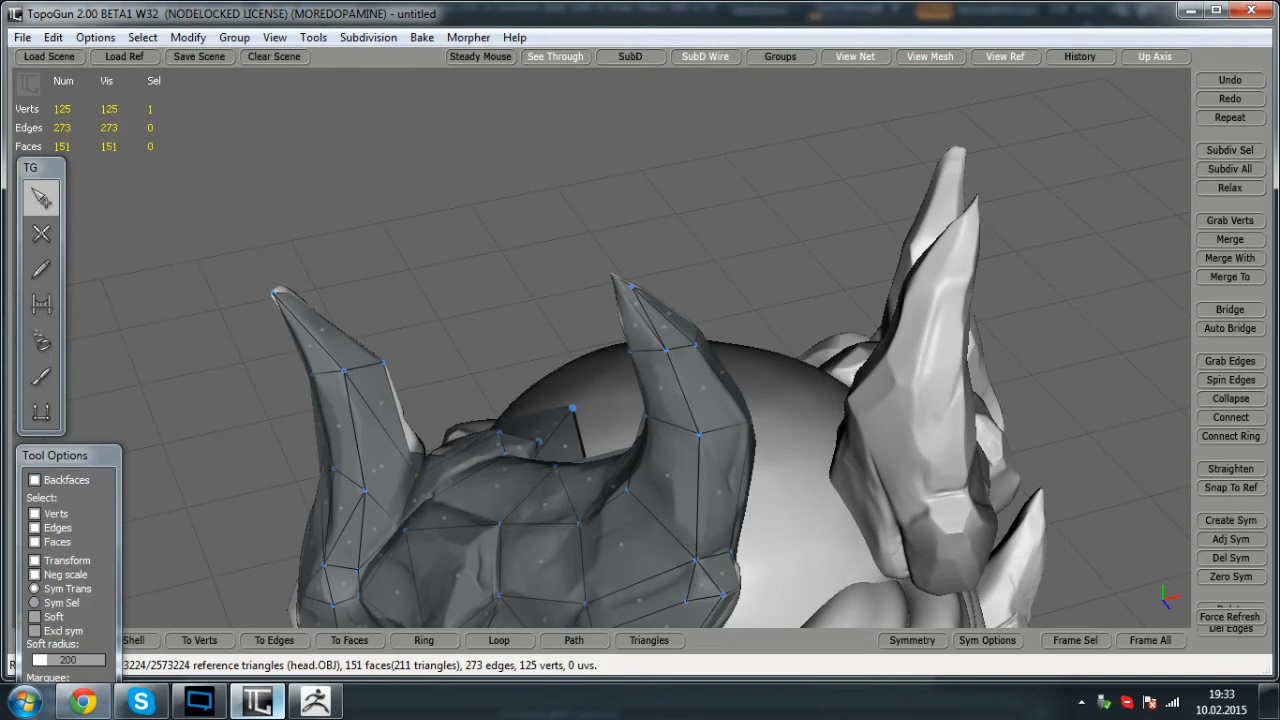 TopoGun 2.00 BETA1 W32 (NODELOCKED LICENSE) (MOREDOPAMINE) - untitled
File Edit Options Select Modify Group View Tools Subdivision Bake Morpher Help
Load Scene Load Ref Save Scene Clear Scene Steady Mouse See Through SubD SubD Wire Groups View Net View Mesh View Ref History Up Axis
Num Vis Sel
Verts 125 125 1
Edges 273 273 0
Faces 151 151 0
TG
Undo
Redo
Repeat
Subdiv Sel
Subdiv All
Relax
Grab Verts
Merge
Merge With
Merge To
Bridge
Auto Bridge
Grab Edges
Spin Edges
Collapse
Connect
Connect Ring
Straighten
Snap To Ref
Create Sym
Adj Sym
Del Sym
Zero Sym
Force Refresh
Del Edges
Tool Options
Backfaces
Select:
Verts
Edges
Faces
Transform
Neg scale
Sym Trans
Sym Sel
Soft
Excl sym
Soft radius:
200
Marquee:
Shell To Verts To Edges To Faces Ring Loop Path Triangles Symmetry Sym Options Frame Sel Frame All
3224/2573224 reference triangles (head.OBJ), 151 faces(211 triangles), 273 edges, 125 verts, 0 uvs.
19:33
10.02.2015